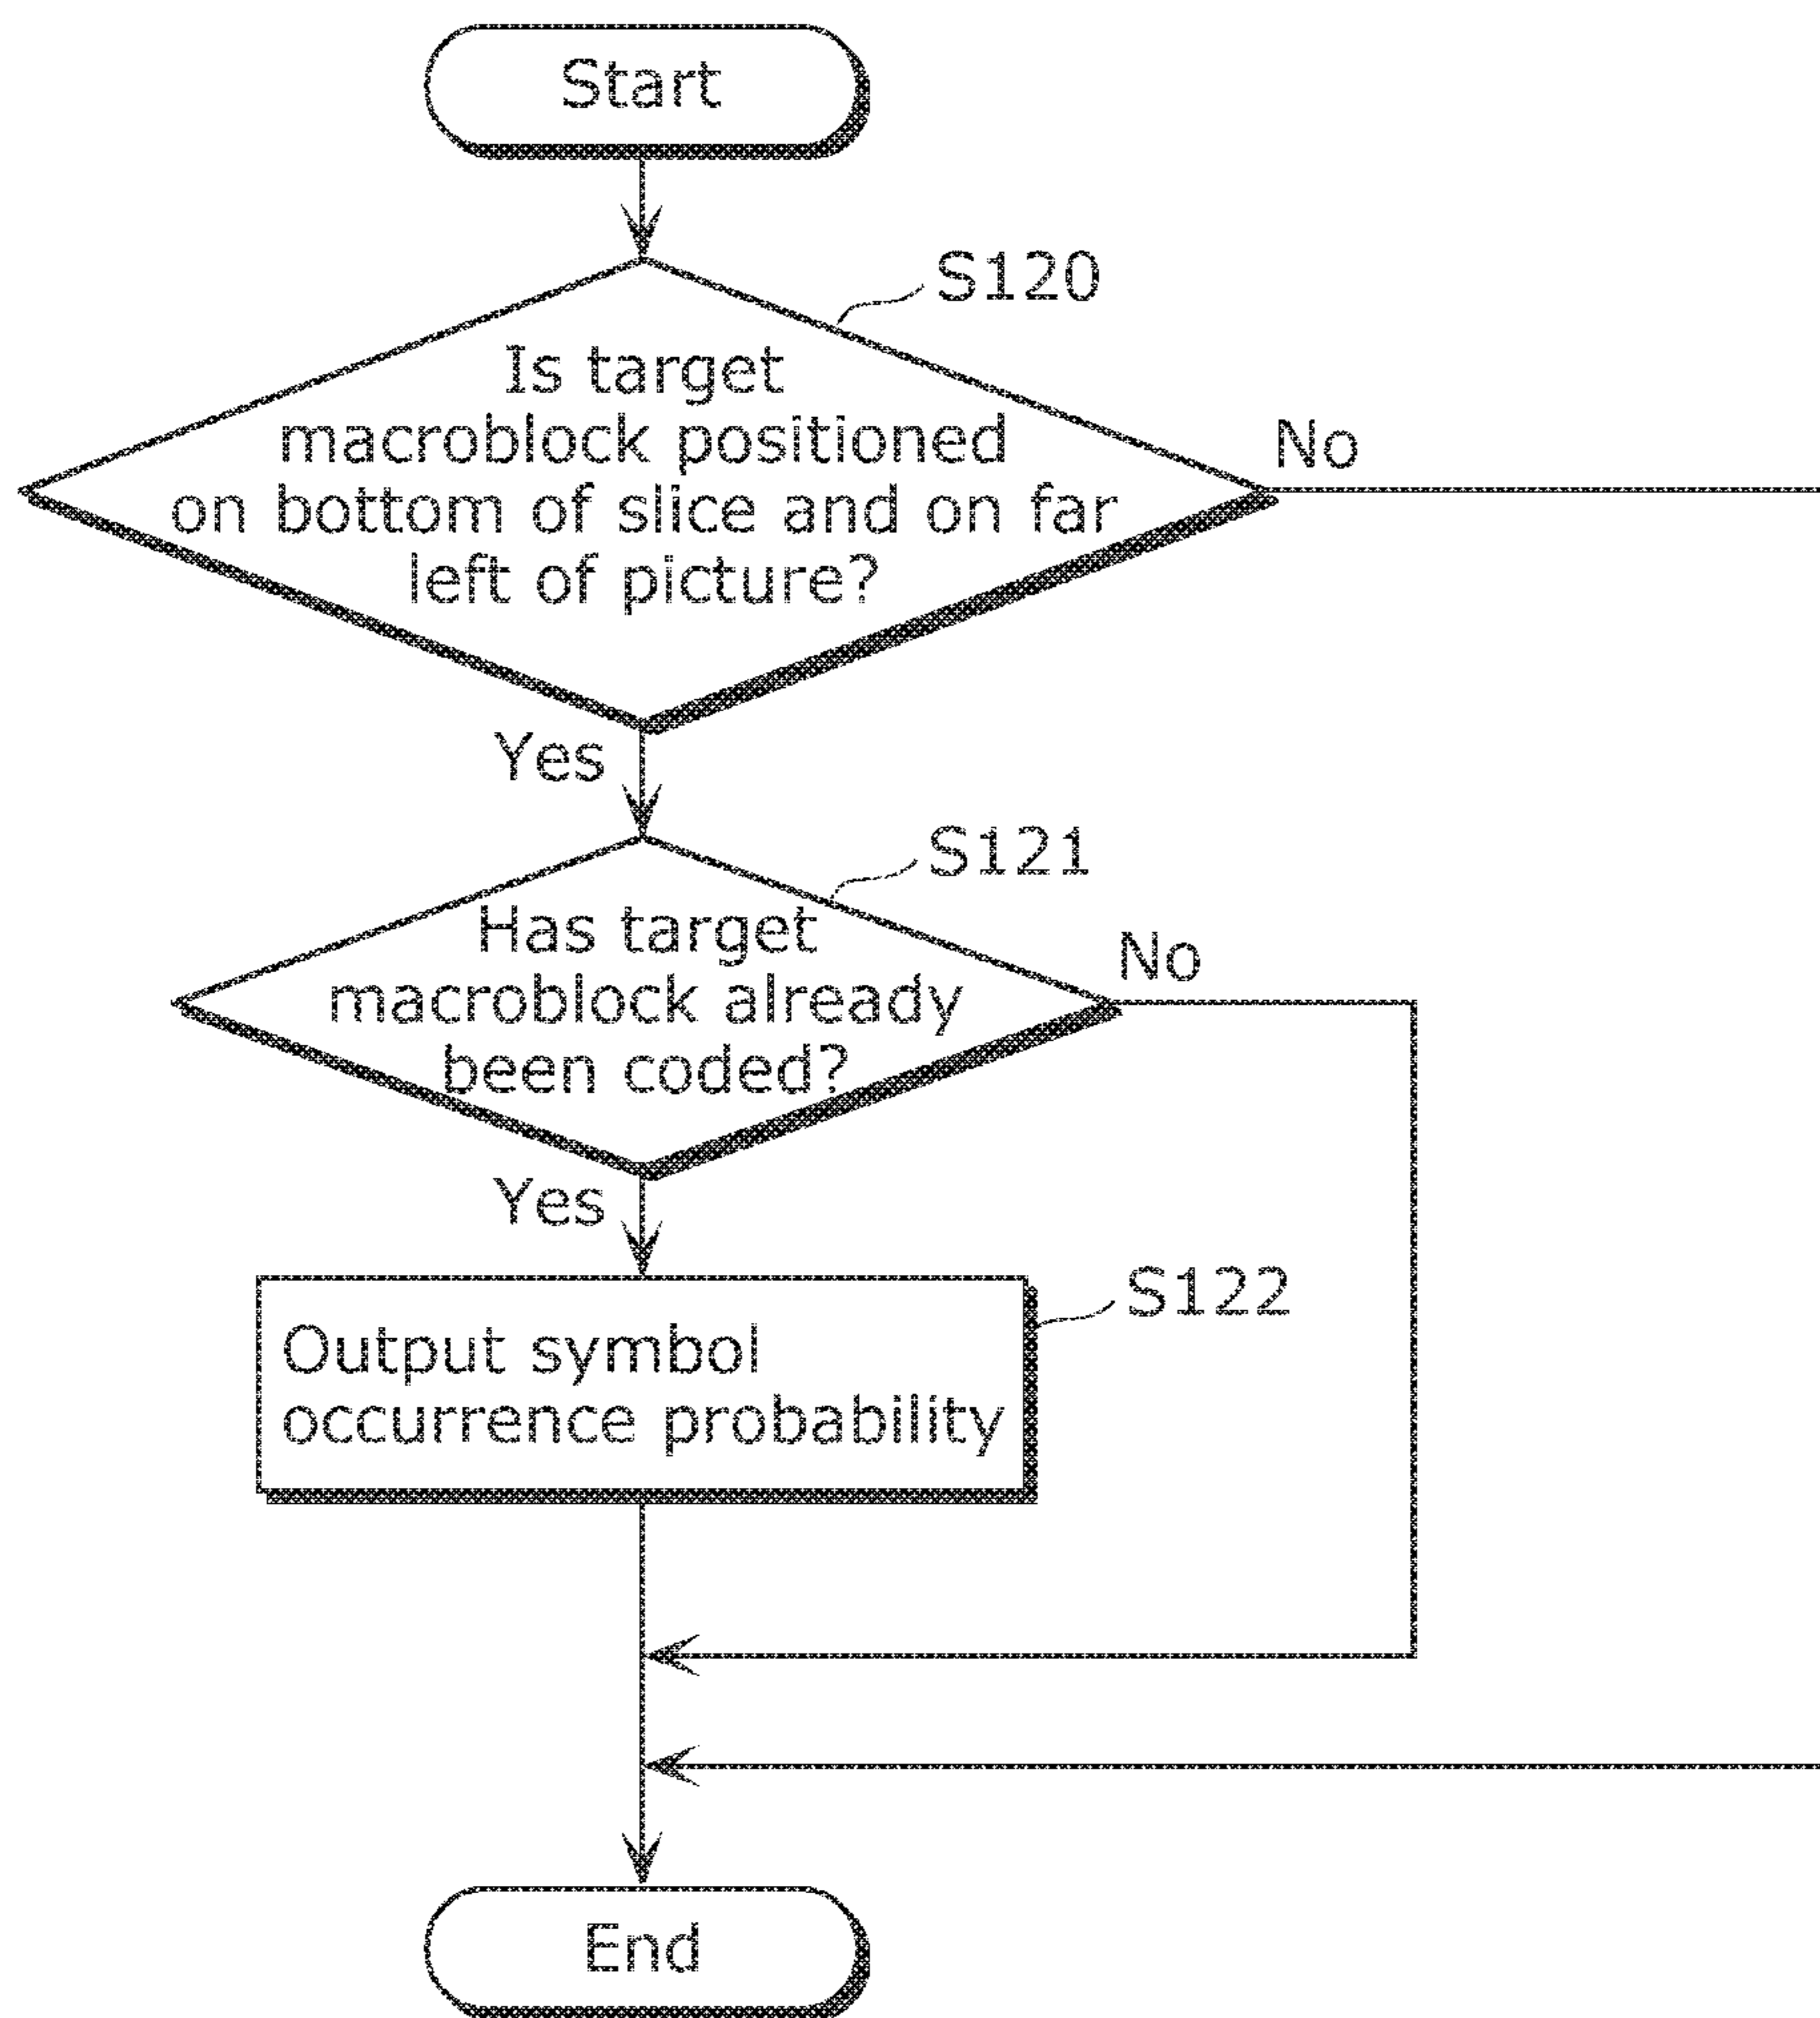 Start
S120
Is target
macroblock positioned
on bottom of slice and on far
left of picture?
No
Yes
S121
Has target
macroblock already
been coded?
No
Yes
S122
Output symbol
occurrence probability
End